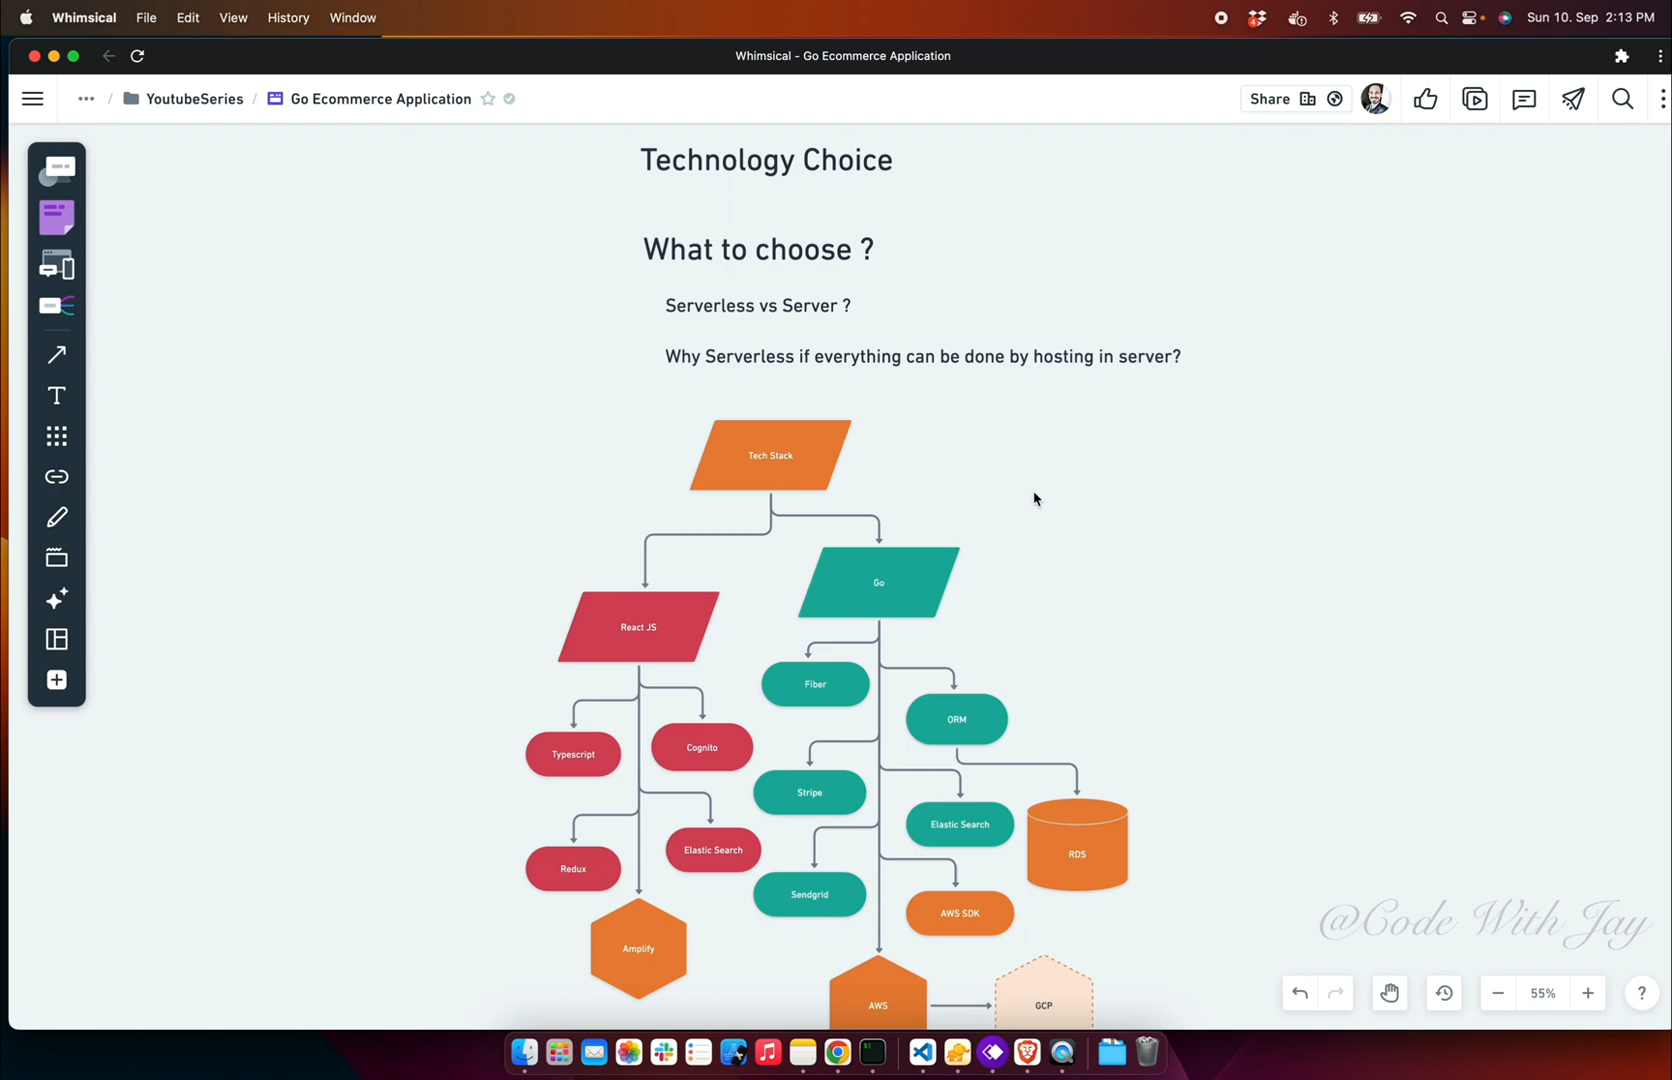 Whimsical File Edit View History Window
4
Sun 10. Sep 2:13 PM
Whimsical - Go Ecommerce Application
... / YoutubeSeries / Go Ecommerce Application
Share
Technology Choice
What to choose ?
Serverless vs Server ?
Why Serverless if everything can be done by hosting in server?
T
Tech Stack
Go
React JS
Fiber
ORM
Typescript
Cognito
Stripe
Elastic Search
Elastic Search
RDS
Redux
Sendgrid
AWS SDK
@Code With Jay
Amplify
AWS
GCP
55%
?